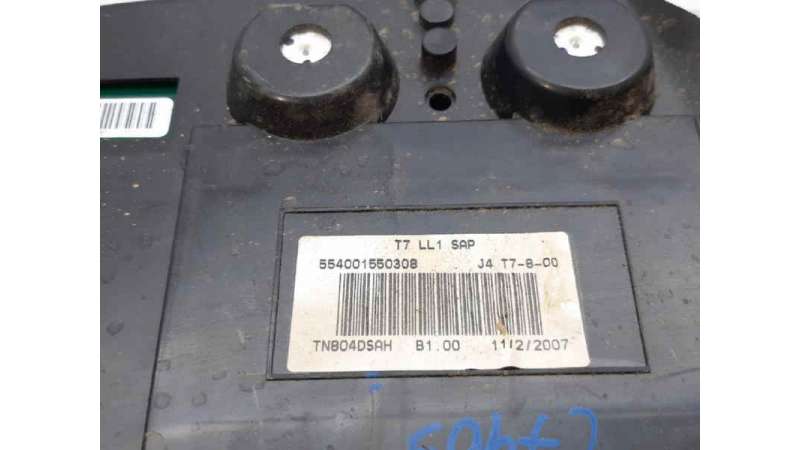 T7 LL1 SAP
554001550308 J4 T7-8-00
TN804DSAH B1.00 11/2/2007